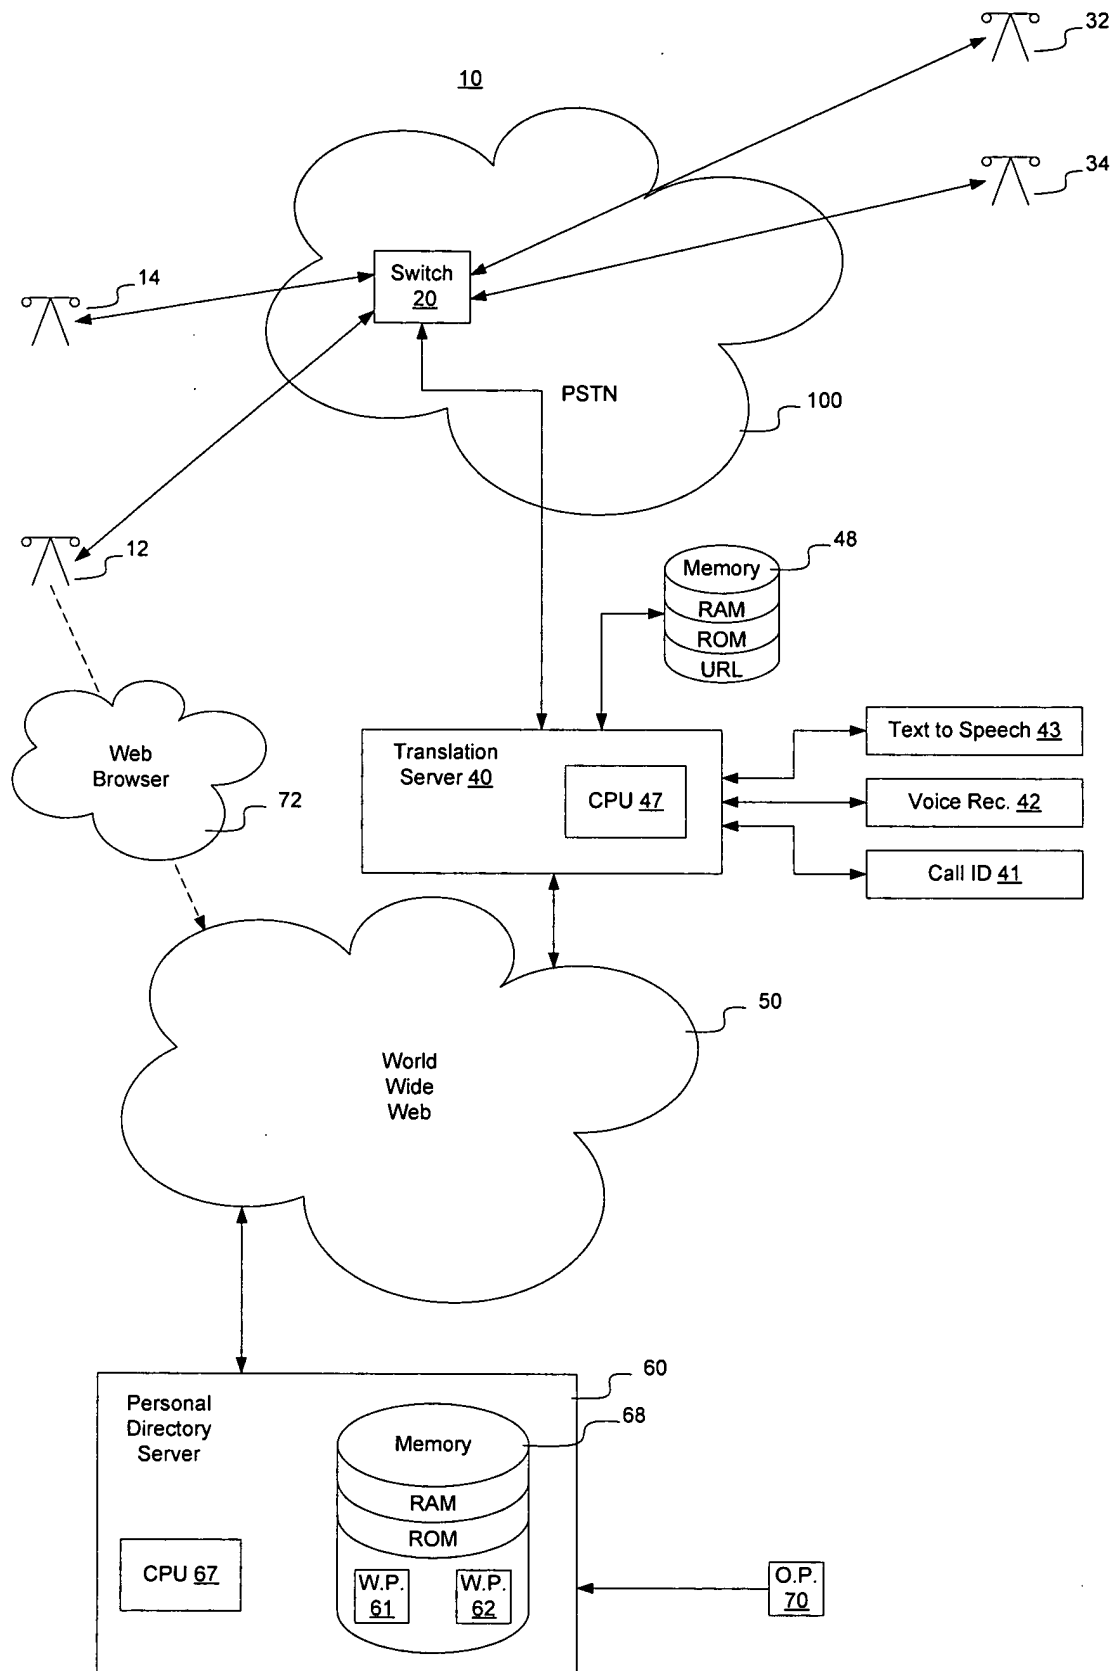 32
10
34
14
Switch
20
PSTN
100
12
48
Memory
RAM
ROM
URL
Translation
Server 40
CPU 47
Text to Speech 43
Voice Rec. 42
Call ID 41
Web
Browser
72
50
World
Wide
Web
60
Personal
Directory
Server
68
Memory
RAM
ROM
CPU 67
W.P.
61
W.P.
62
O.P.
70